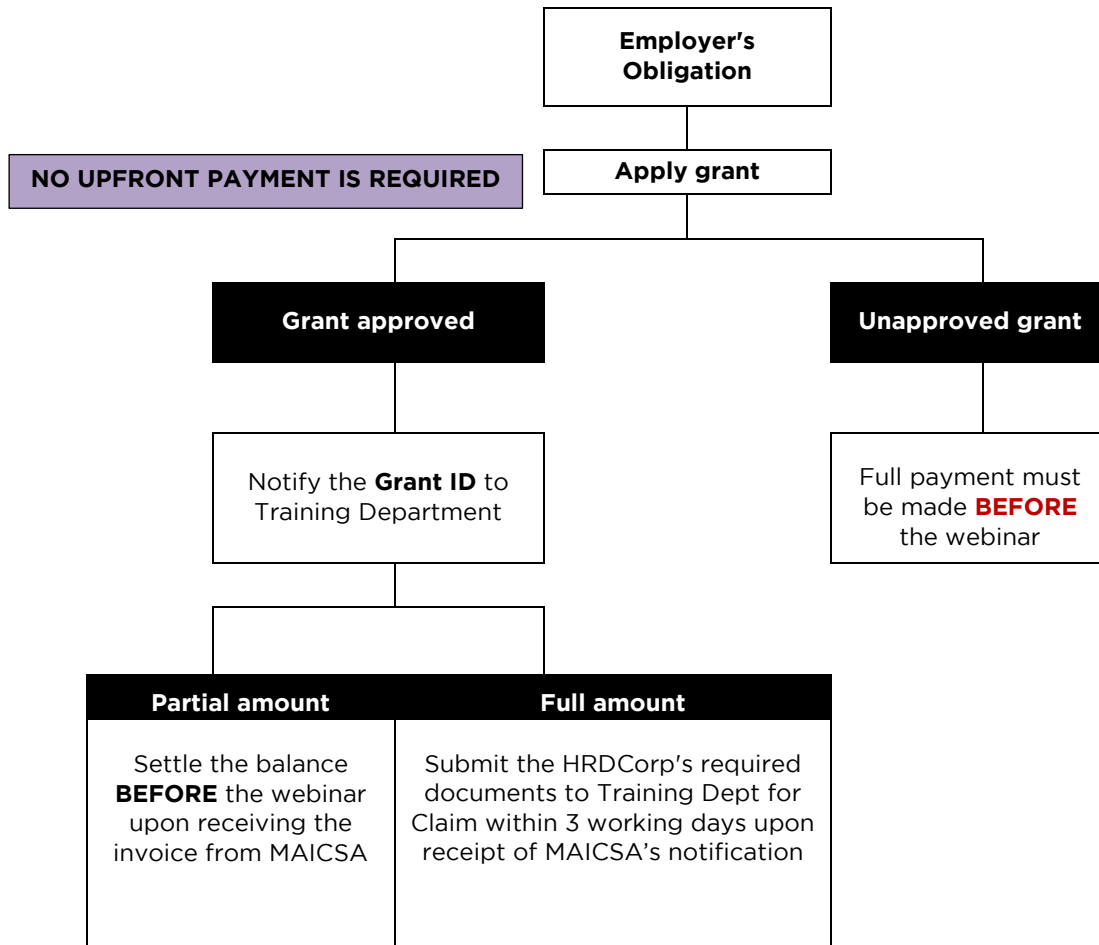 Employer's
Obligation
NO UPFRONT PAYMENT IS REQUIRED
Apply grant
Grant approved
Unapproved grant
Notify the Grant ID to
Training Department
Full payment must
be made BEFORE
the webinar
Partial amount
Full amount
Settle the balance
BEFORE the webinar
upon receiving the
invoice from MAICSA
Submit the HRDCorp's required
documents to Training Dept for
Claim within 3 working days upon
receipt of MAICSA’s notification